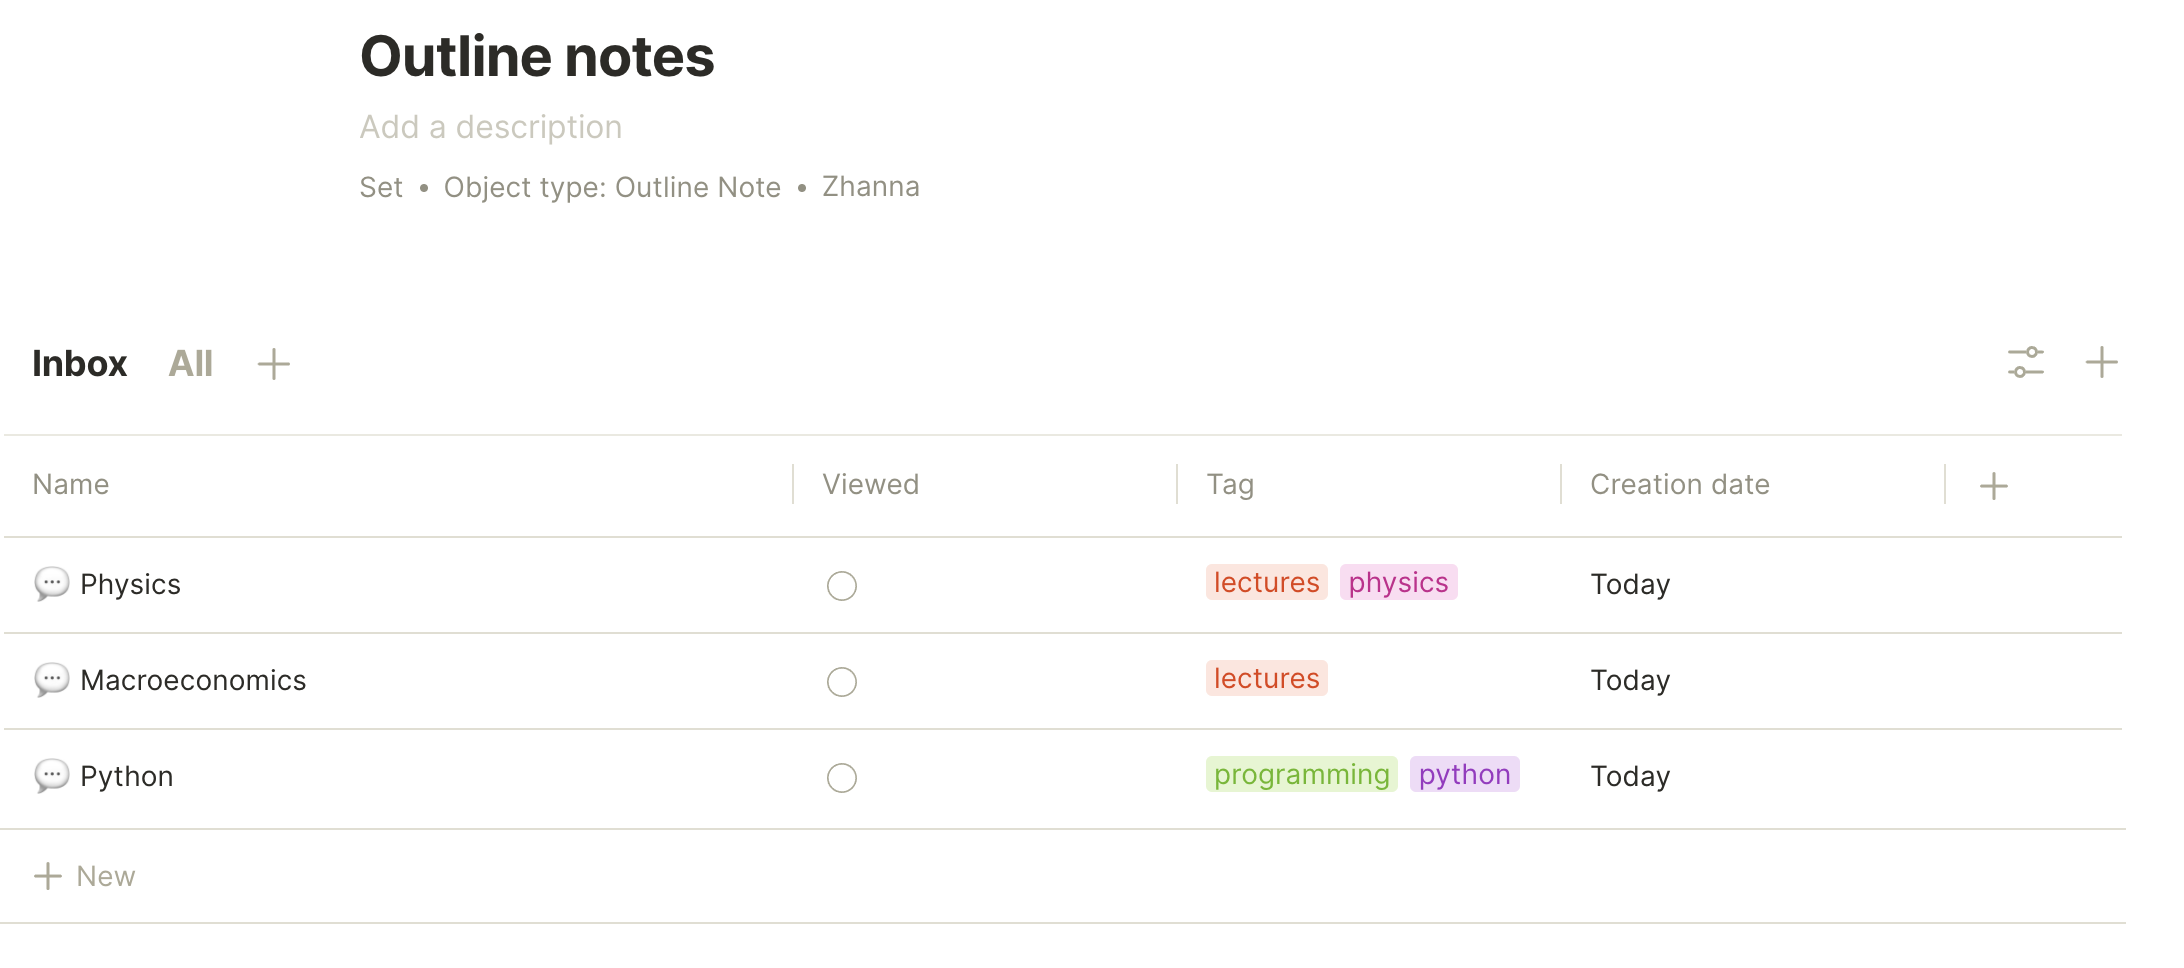 Outline notes
Add a description
Set • Object type: Outline Note • Zhanna
Inbox All
Name Viewed Tag Creation date
Physics lectures physics Today
Macroeconomics lectures Today
Python programming python Today
New